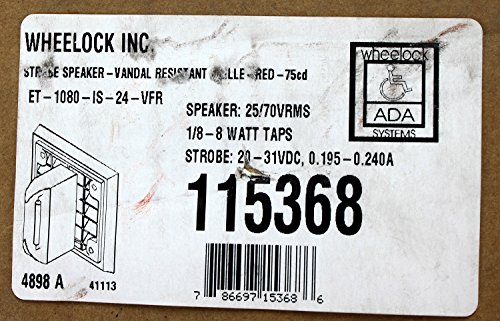 WHEELOCK INC.
STROBE SPEAKER-VANDAL RESISTANT GRILLE-RED-75cd
ET-1080-IS-24-VFR
SPEAKER: 25/70VRMS
1/8-8 WATT TAPS
STROBE: 20-31VDC, 0.195-0.240A
wheelock
ADA
SYSTEMS
115368
4898 A
41113
7 86697 15368 6